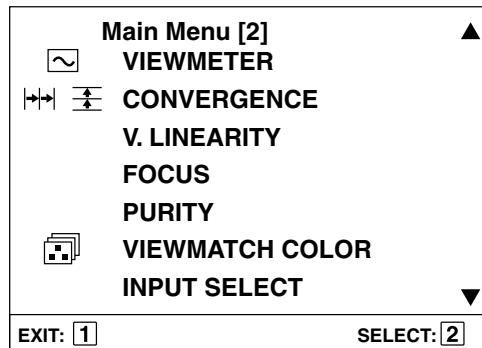 Main Menu [2]
VIEWMETER
CONVERGENCE
V. LINEARITY
FOCUS
PURITY
VIEWMATCH COLOR
INPUT SELECT
EXIT: 1 SELECT: 2